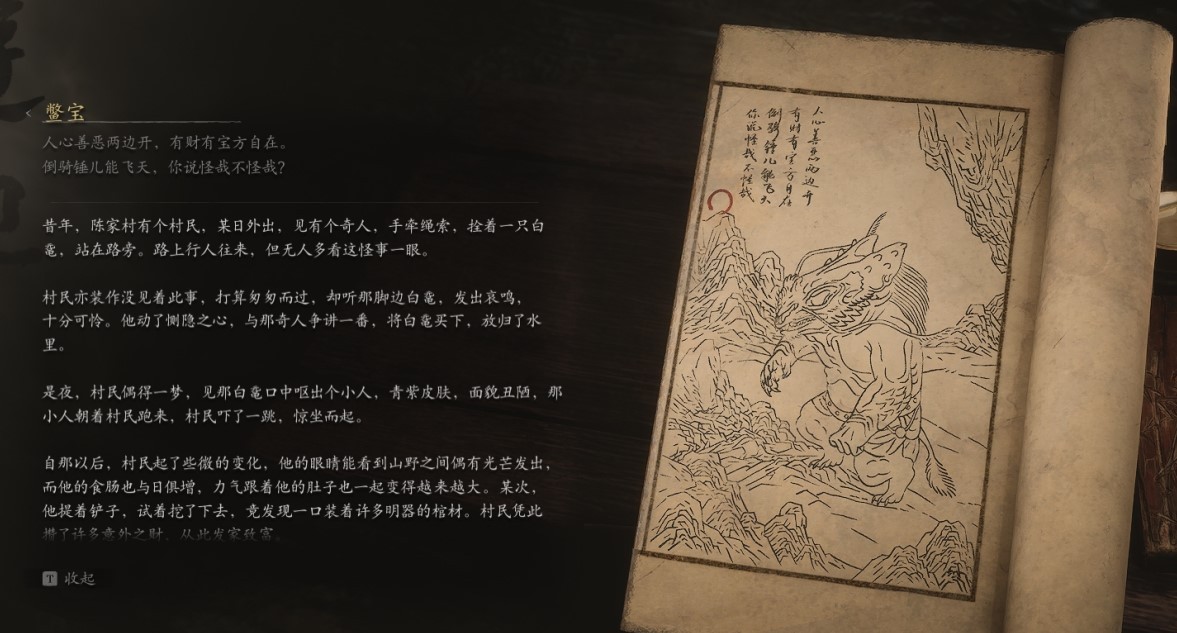 鳖宝
人心善恶两边开，有财有宝方自在。
倒骑锤儿能飞天，你说怪哉不怪哉？
昔年，陈家村有个村民，某日外出，见有个奇人，手牵绳索，拴着一只白
鼋，站在路旁。路上行人往来，但无人多看这怪事一眼。
村民亦装作没见着此事，打算匆匆而过，却听那脚边白鼋，发出哀鸣，
十分可怜。他动了恻隐之心，与那奇人争讲一番，将白鼋买下，放归了水
里。
是夜，村民偶得一梦，见那白鼋口中呕出个小人，青紫皮肤，面貌丑陋，那
小人朝着村民跑来，村民吓了一跳，惊坐而起。
自那以后，村民起了些微的变化，他的眼睛能看到山野之间偶有光芒发出，
而他的食肠也与日俱增，力气跟着他的肚子也一起变得越来越大。某次，
他提着铲子，试着挖了下去，竟发现一口装着许多明器的棺材。村民凭此
攒了许多意外之财，从此发家致富。
T 收起
人心善恶两边开
有财有宝方自在
倒骑锤儿能飞天
你说怪哉不怪哉